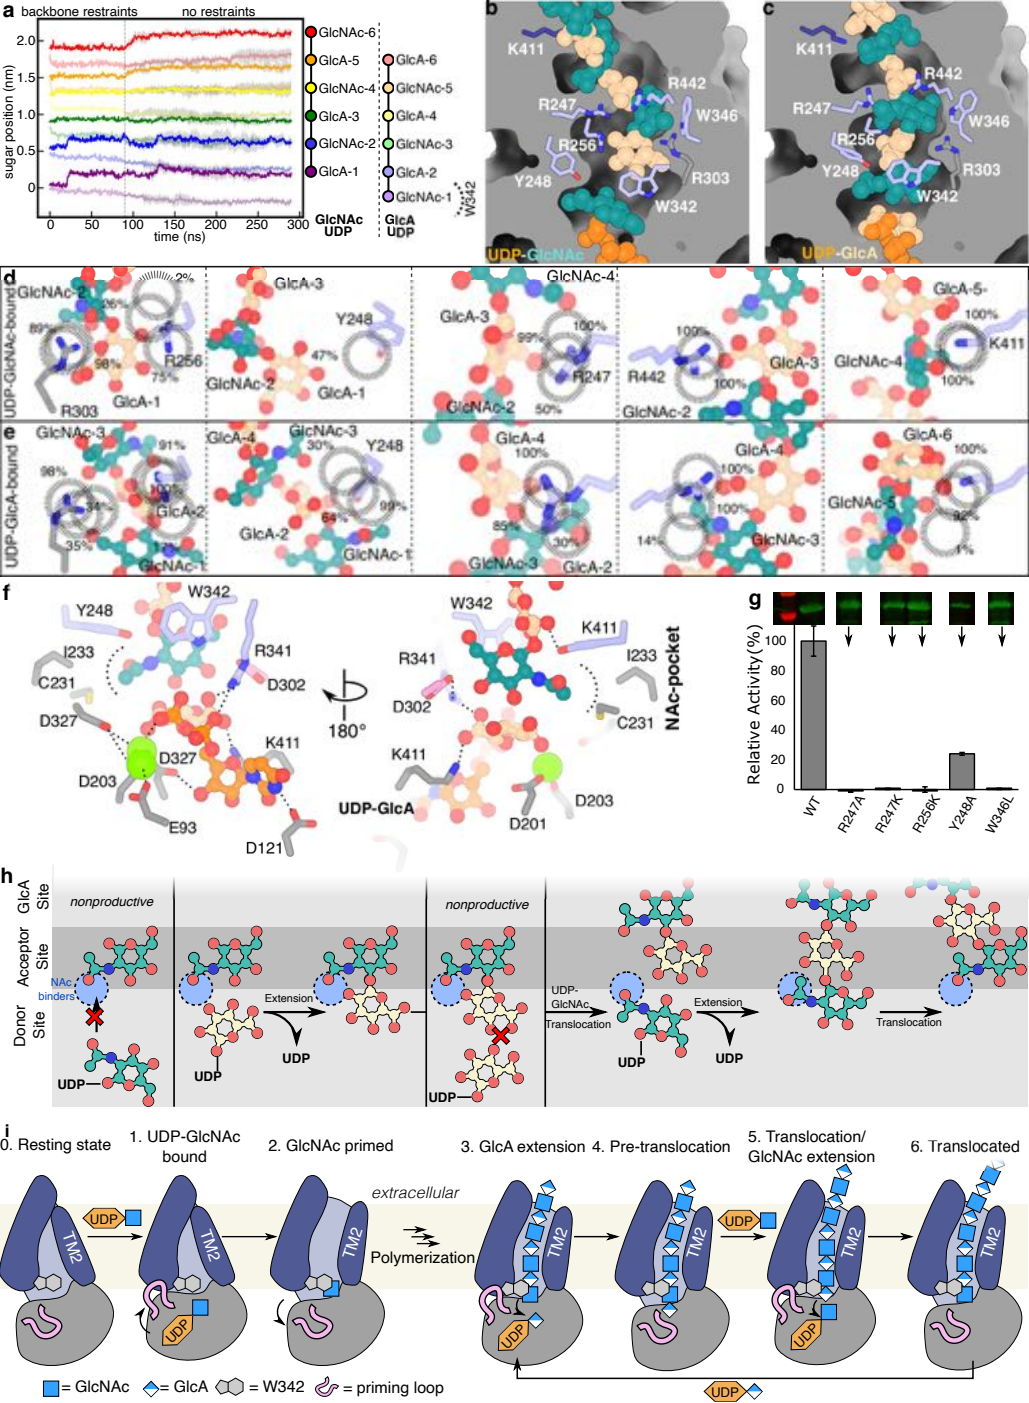 a
backbone restraints
no restraints
sugar position (nm)
2.0
1.5
1.0
0.5
0
0
50
100
150
200
250
300
time (ns)
GlcNAc-6
GlcA-5
GlcNAc-4
GlcA-3
GlcNAc-2
GlcA-1
GlcNAc
UDP
GlcA-6
GlcNAc-5
GlcA-4
GlcNAc-3
GlcA-2
GlcNAc-1
W342
GlcA
UDP
b
K411
R442
R247
W346
R256
Y248
R303
W342
UDP-GlcNAc
c
K411
R442
R247
W346
R256
Y248
R303
W342
UDP-GlcA
d
UDP-GlcNAc-bound
GlcNAc-2
2%
26%
89%
98%
R256
75%
R303
GlcA-1
GlcA-3
Y248
47%
GlcNAc-2
GlcA-1
GlcNAc-4
GlcA-3
99%
100%
R247
GlcNAc-2
50%
100%
R442
GlcA-3
100%
GlcNAc-2
GlcA-5
100%
K411
GlcNAc-4
100%
e
UDP-GlcA-bound
GlcNAc-3
91%
98%
100%
34%
GlcA-2
35%
GlcNAc-1
GlcA-4
GlcNAc-3
30%
Y248
99%
64%
GlcA-2
GlcNAc-1
GlcA-4
100%
85%
30%
GlcNAc-3
GlcA-2
GlcA-4
100%
100%
14%
GlcNAc-3
GlcA-6
100%
GlcNAc-5
92%
1%
f
W342
Y248
I233
R341
C231
D302
D327
K411
D327
D203
E93
D121
180°
W342
K411
R341
I233
D302
C231
K411
D203
UDP-GlcA
D201
NAc-pocket
g
Relative Activity(%)
100
80
60
40
20
0
WT
R247A
R247K
R256K
Y248A
W346L
h
GlcA
Site
Acceptor
Site
Donor
Site
nonproductive
NAc
binders
UDP
Extension
UDP
UDP
nonproductive
UDP
UDP-
GlcNAc
Translocation
UDP
Extension
UDP
Translocation
i
0. Resting state
1. UDP-GlcNAc
bound
2. GlcNAc primed
extracellular
Polymerization
3. GlcA extension
4. Pre-translocation
5. Translocation/
GlcNAc extension
6. Translocated
TM2
UDP
TM2
UDP
TM2
TM2
UDP
TM2
UDP
TM2
UDP
TM2
= GlcNAc
= GlcA
= W342
= priming loop
UDP